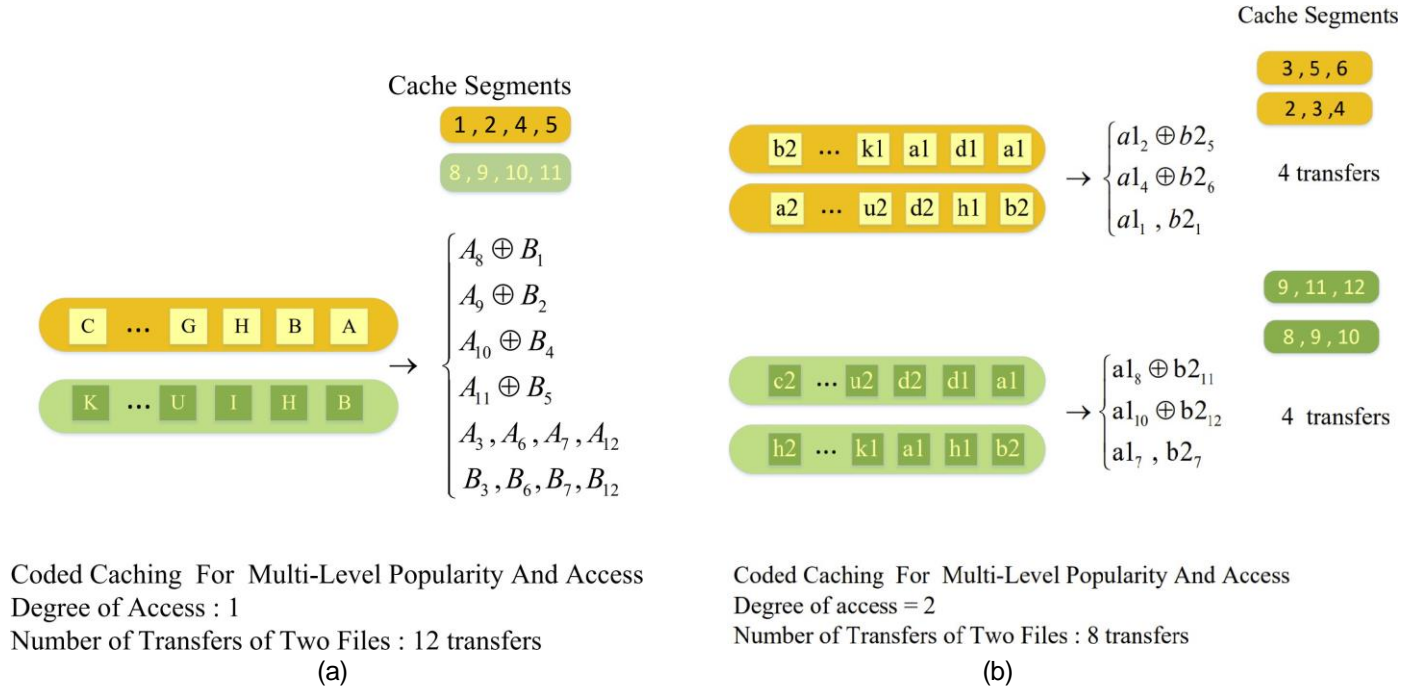 Cache Segments
1 , 2 , 4 , 5
8 , 9 , 10, 11
C ... G H B A
K ... U I H B
→
A₈ ⊕ B₁
A₉ ⊕ B₂
A₁₀ ⊕ B₄
A₁₁ ⊕ B₅
A₃ , A₆ , A₇ , A₁₂
B₃ , B₆ , B₇ , B₁₂
Coded Caching For Multi-Level Popularity And Access
Degree of Access : 1
Number of Transfers of Two Files : 12 transfers
(a)
Cache Segments
3 , 5 , 6
2 , 3 ,4
b2 ... k1 a1 d1 a1
a2 ... u2 d2 h1 b2
→
a1₂ ⊕ b2₅
a1₄ ⊕ b2₆
a1₁ , b2₁
4 transfers
9 , 11 , 12
8 , 9 , 10
c2 ... u2 d2 d1 a1
h2 ... k1 a1 h1 b2
→
a1₈ ⊕ b2₁₁
a1₁₀ ⊕ b2₁₂
a1₇ , b2₇
4 transfers
Coded Caching For Multi-Level Popularity And Access
Degree of access = 2
Number of Transfers of Two Files : 8 transfers
(b)